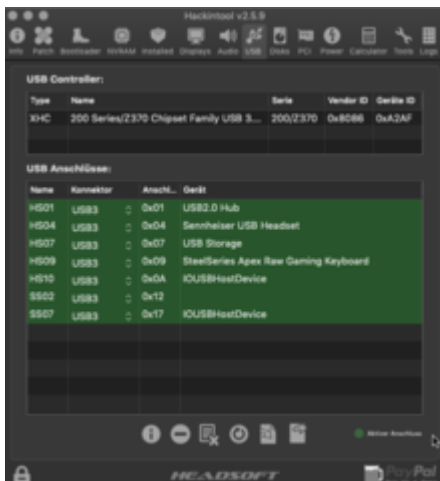 Hackintool v2.5.9
Info Patch Bootloader NVRAM Installed Displays Audio USB Disks PCI Power Calculator Tools Logs
USB Controller:
Type Name Serie Vendor ID Geräte ID
XHC 200 Series/Z370 Chipset Family USB 3... 200/Z370 0x8086 0xA2AF
USB Anschlüsse:
Name Konnektor Anschl... Gerät
HS01 USB3 0x01 USB2.0 Hub
HS04 USB3 0x04 Sennheiser USB Headset
HS07 USB3 0x07 USB Storage
HS09 USB3 0x09 SteelSeries Apex Raw Gaming Keyboard
HS10 USB3 0x0A IOUSBHostDevice
SS02 USB3 0x12
SS07 USB3 0x17 IOUSBHostDevice
Aktiver Anschluss
HEADSOFT PayPal